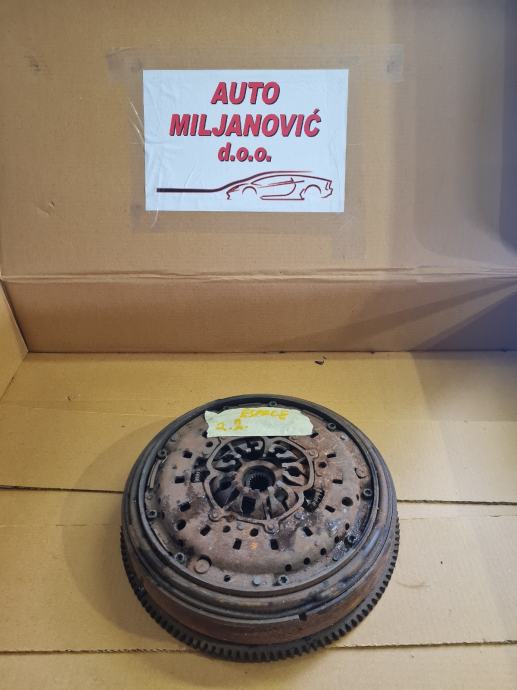 AUTO
MILJANOVIĆ
d.o.o.
ESPACE
2.2.